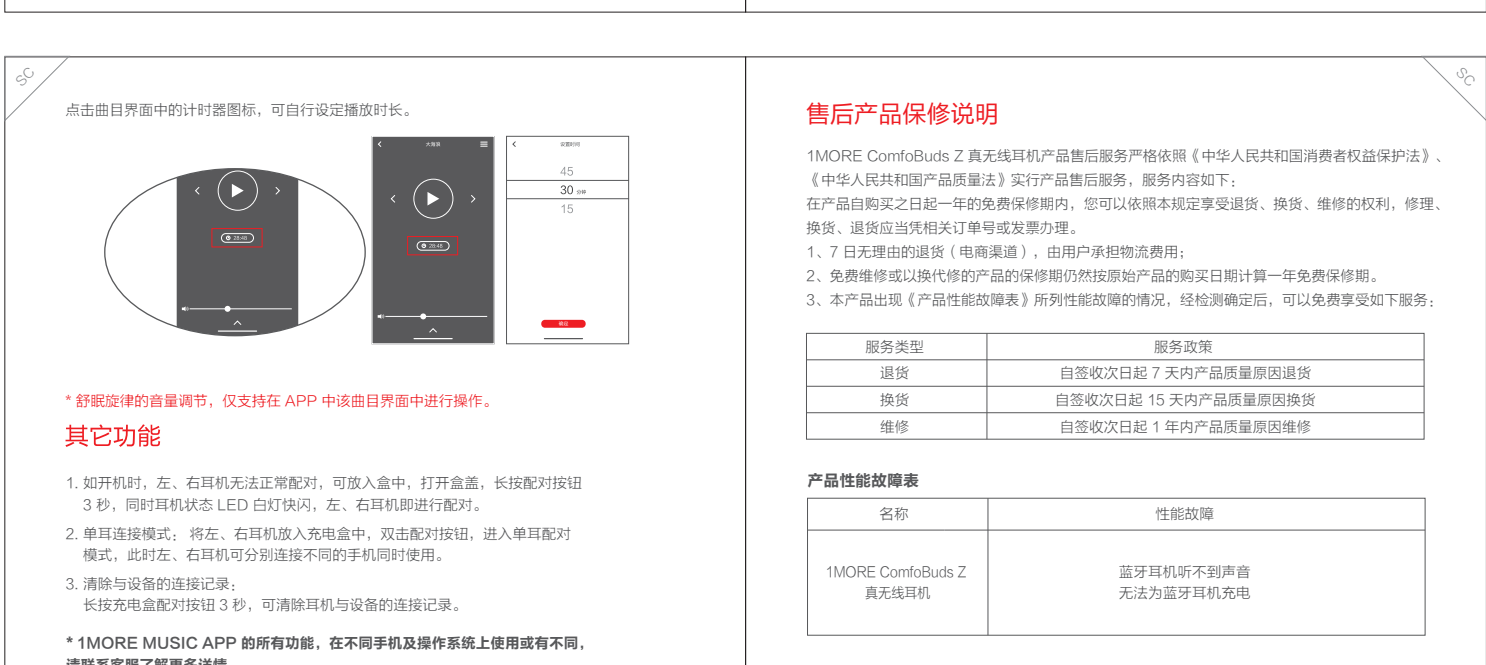 SC
点击曲目界面中的计时器图标，可自行设定播放时长。
28:48
大海浪
28:48
设置时间
45
30 分钟
15
确定
* 舒眠旋律的音量调节，仅支持在 APP 中该曲目界面中进行操作。
其它功能
1. 如开机时，左、右耳机无法正常配对，可放入盒中，打开盒盖，长按配对按钮
3 秒，同时耳机状态 LED 白灯快闪，左、右耳机即进行配对。
2. 单耳连接模式： 将左、右耳机放入充电盒中，双击配对按钮，进入单耳配对
模式，此时左、右耳机可分别连接不同的手机同时使用。
3. 清除与设备的连接记录：
长按充电盒配对按钮 3 秒，可清除耳机与设备的连接记录。
* 1MORE MUSIC APP 的所有功能，在不同手机及操作系统上使用或有不同，
请联系客服了解更多详情
SC
售后产品保修说明
1MORE ComfoBuds Z 真无线耳机产品售后服务严格依照《中华人民共和国消费者权益保护法》、
《中华人民共和国产品质量法》实行产品售后服务，服务内容如下：
在产品自购买之日起一年的免费保修期内，您可以依照本规定享受退货、换货、维修的权利，修理、
换货、退货应当凭相关订单号或发票办理。
1、7 日无理由的退货（电商渠道），由用户承担物流费用；
2、免费维修或以换代修的产品的保修期仍然按原始产品的购买日期计算一年免费保修期。
3、本产品出现《产品性能故障表》所列性能故障的情况，经检测确定后，可以免费享受如下服务：
服务类型 服务政策
退货 自签收次日起 7 天内产品质量原因退货
换货 自签收次日起 15 天内产品质量原因换货
维修 自签收次日起 1 年内产品质量原因维修
产品性能故障表
名称 性能故障
1MORE ComfoBuds Z
真无线耳机
蓝牙耳机听不到声音
无法为蓝牙耳机充电